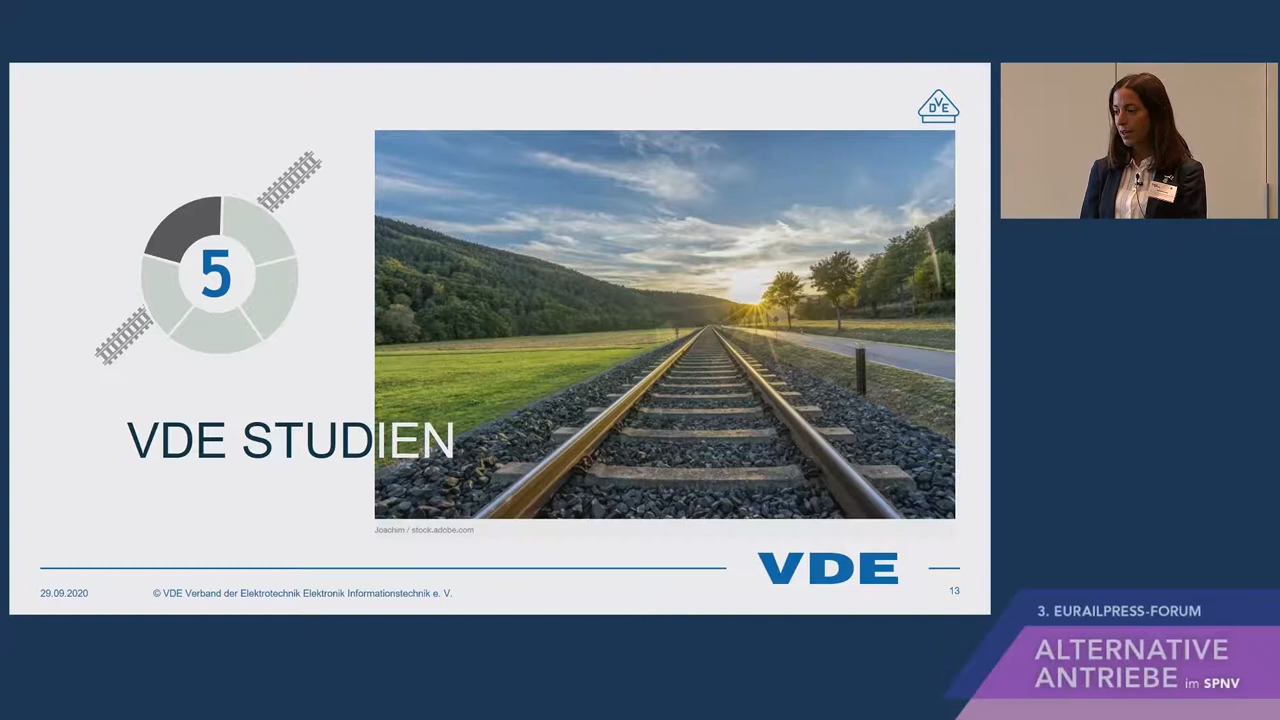 DVE
5
VDE STUDIEN
Joachim / stock.adobe.com
VDE
29.09.2020
© VDE Verband der Elektrotechnik Elektronik Informationstechnik e. V.
13
3. EURAILPRESS-FORUM
ALTERNATIVE
ANTRIEBE im SPNV